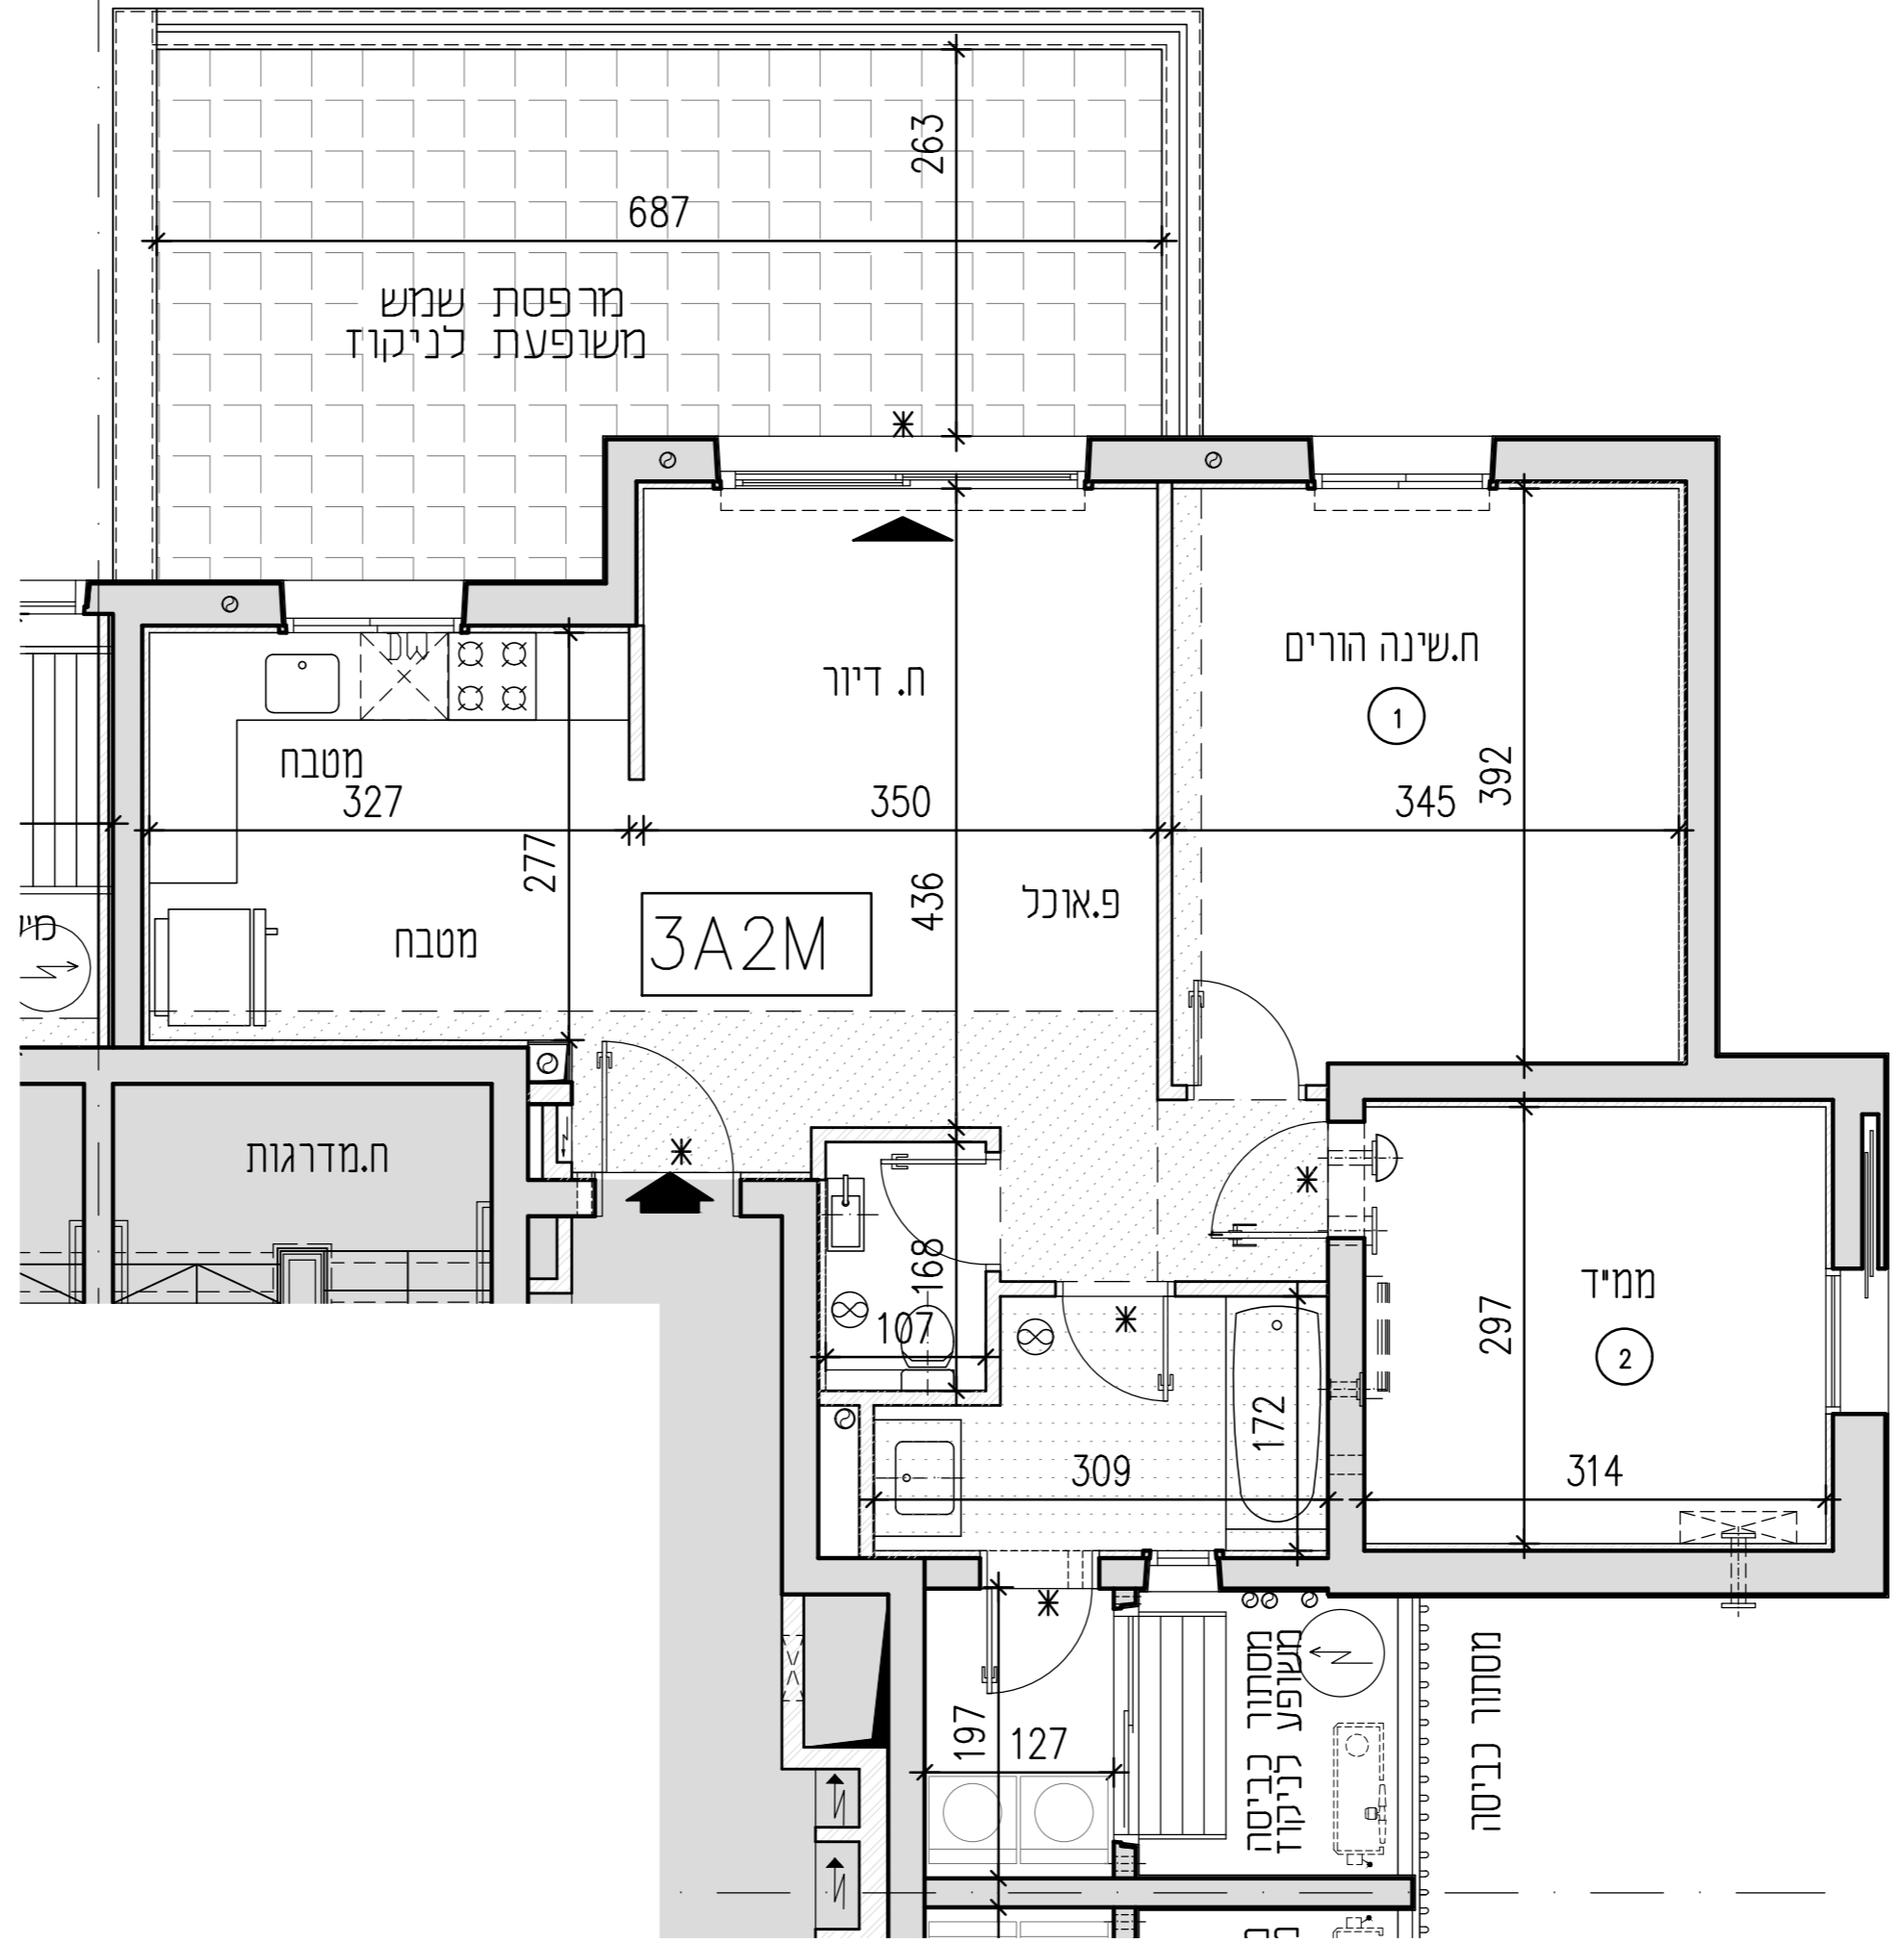 263
687
מרפסת שמש
משופעת לניקוז
DW
ח. דיור
ח.שינה הורים
1
מטבח
327
350
345
392
277
436
פ.אוכל
3A2M
מטבח
ח.מדרגות
168
107
ממ"ד
2
297
172
309
314
197
127
מסתור כביסה
משופע לניקוז
מסתור כביסה